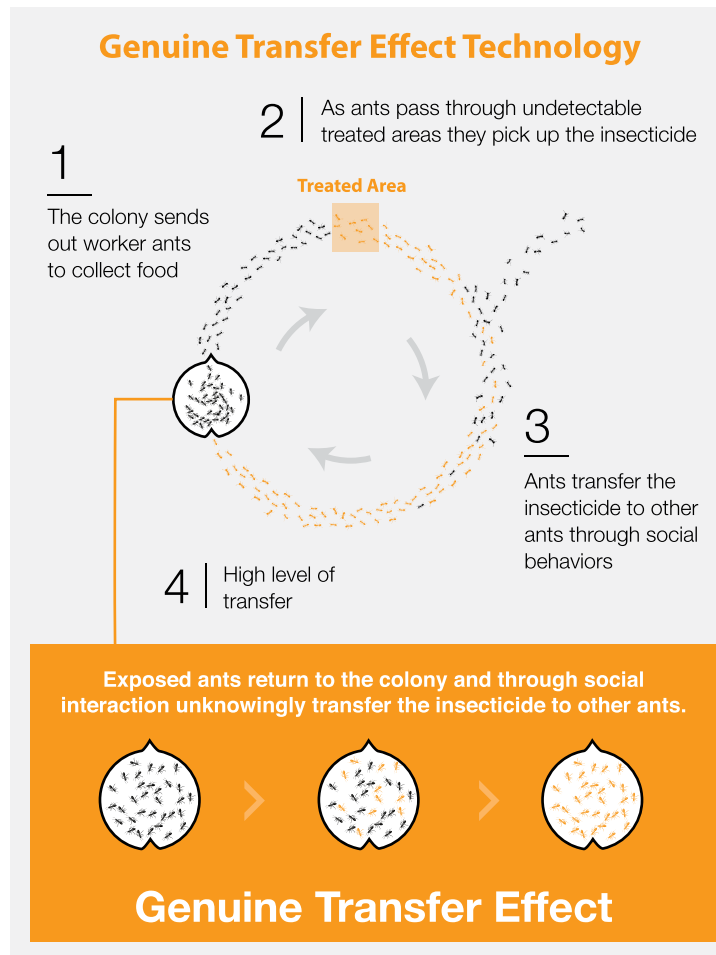 Genuine Transfer Effect Technology
1
The colony sends
out worker ants
to collect food
2
As ants pass through undetectable
treated areas they pick up the insecticide
Treated Area
3
Ants transfer the
insecticide to other
ants through social
behaviors
4
High level of
transfer
Exposed ants return to the colony and through social
interaction unknowingly transfer the insecticide to other ants.
Genuine Transfer Effect